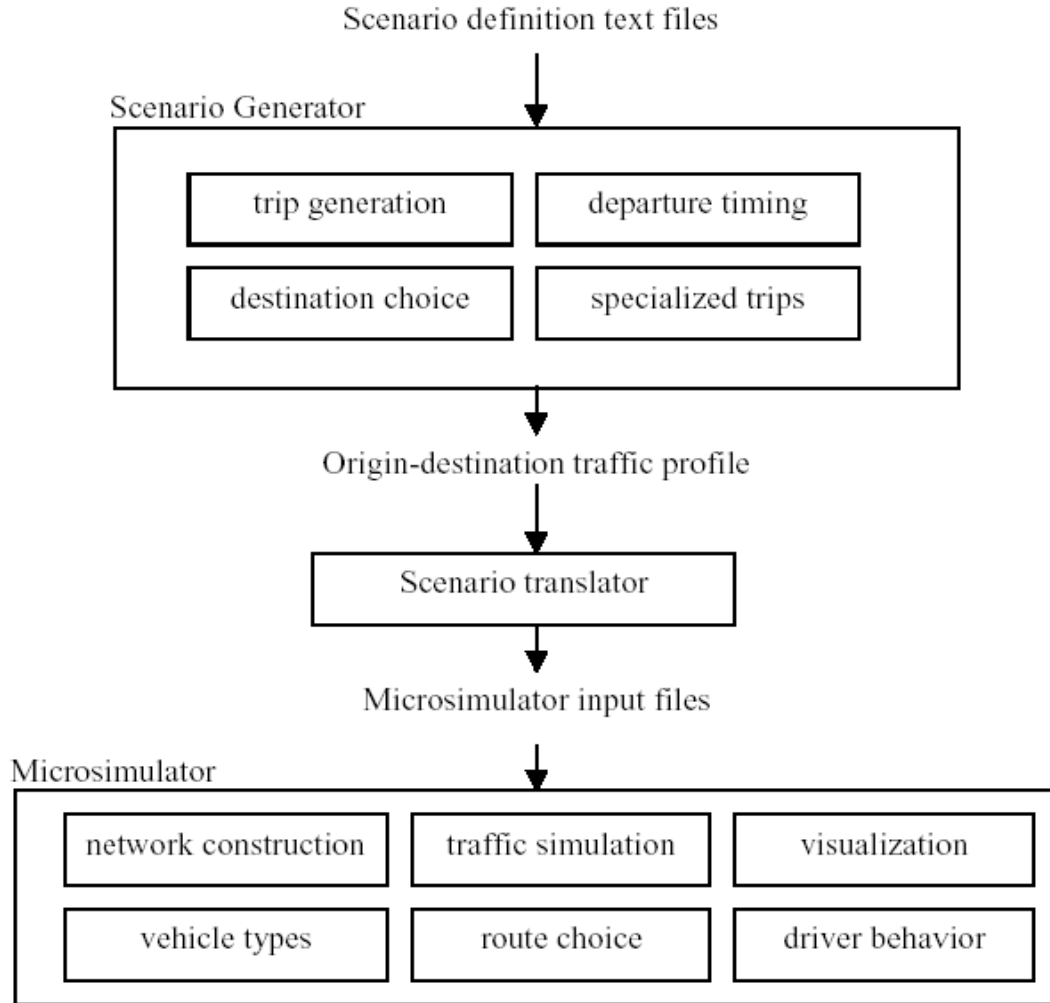 Scenario definition text files
Scenario Generator
trip generation
departure timing
destination choice
specialized trips
Origin-destination traffic profile
Scenario translator
Microsimulator input files
Microsimulator
network construction
traffic simulation
visualization
vehicle types
route choice
driver behavior